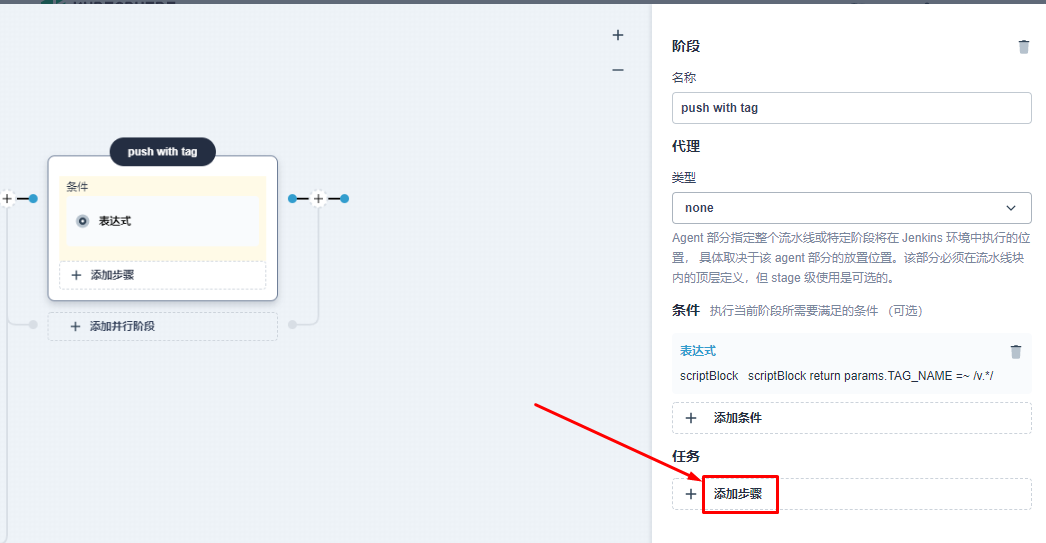 push with tag
条件
表达式
添加步骤
添加并行阶段
阶段
名称
push with tag
代理
类型
none
Agent 部分指定整个流水线或特定阶段将在 Jenkins 环境中执行的位
置， 具体取决于该 agent 部分的放置位置。该部分必须在流水线块
内的顶层定义，但 stage 级使用是可选的。
条件 执行当前阶段所需要满足的条件 （可选）
表达式
scriptBlock scriptBlock return params.TAG_NAME =~ /v.*/
添加条件
任务
添加步骤